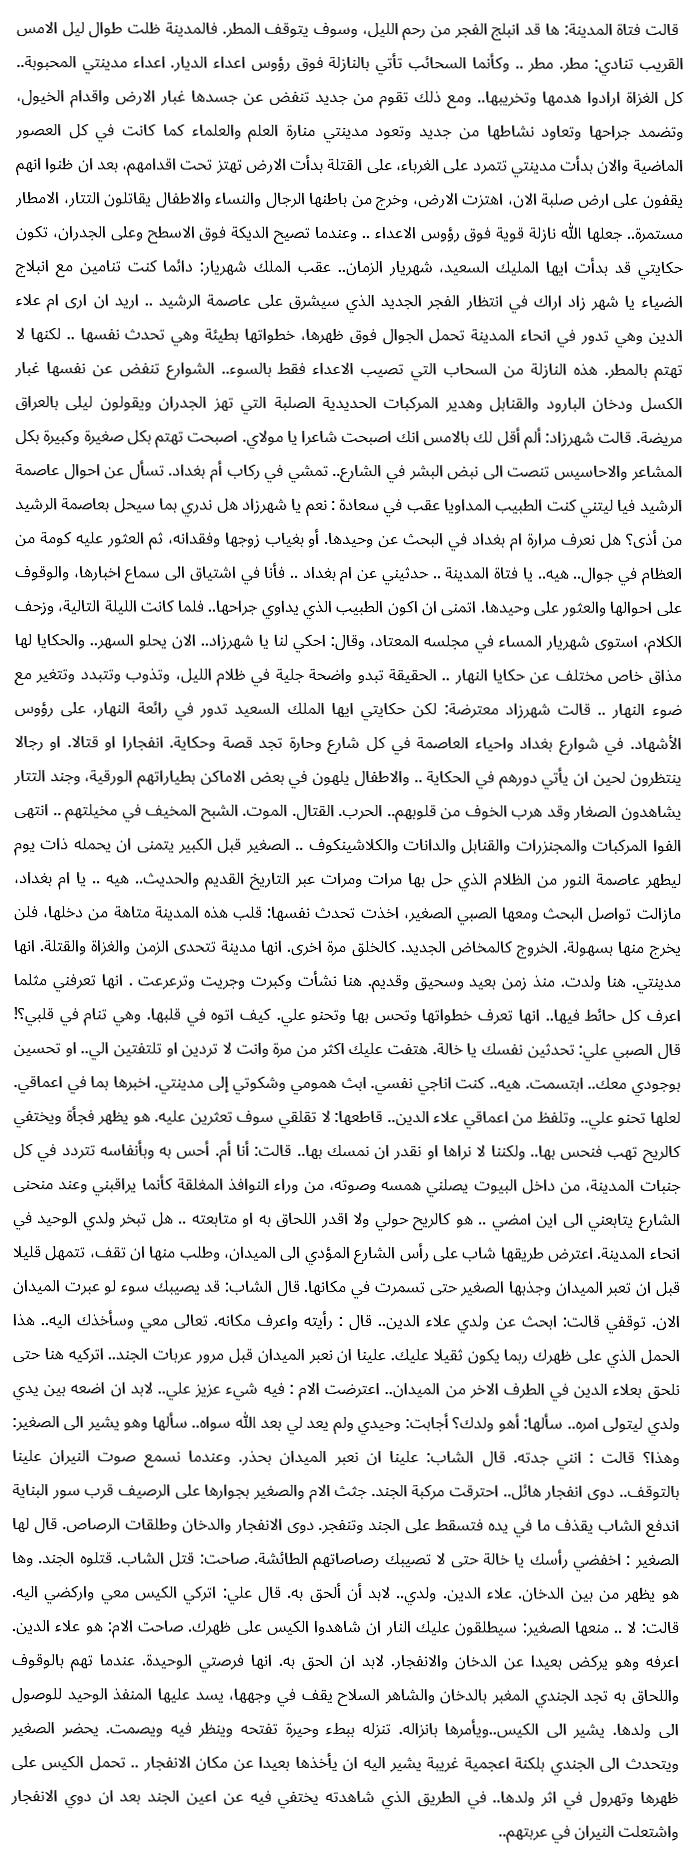 قالت فتاة المدينة: ها قد انبلج الفجر من رحم الليل، وسوف يتوقف المطر. فالمدينة ظلت طوال ليل الامس
القريب تنادي: مطر. مطر .. وكأنما السحائب تأتي بالنازلة فوق رؤوس اعداء الديار. اعداء مدينتي المحبوبة..
كل الغزاة ارادوا هدمها وتخريبها.. ومع ذلك تقوم من جديد تنفض عن جسدها غبار الارض واقدام الخيول،
وتضمد جراحها وتعاود نشاطها من جديد وتعود مدينتي منارة العلم والعلماء كما كانت في كل العصور
الماضية والان بدأت مدينتي تتمرد على الغرباء، على القتلة بدأت الارض تهتز تحت اقدامهم، بعد ان ظنوا انهم
يقفون على ارض صلبة الان، اهتزت الارض، وخرج من باطنها الرجال والنساء والاطفال يقاتلون التتار، الامطار
مستمرة.. جعلها الله نازلة قوية فوق رؤوس الاعداء .. وعندما تصيح الديكة فوق الاسطح وعلى الجدران، تكون
حكايتي قد بدأت ايها المليك السعيد، شهريار الزمان.. عقب الملك شهريار: دائما كنت تنامين مع انبلاج
الضياء يا شهر زاد اراك في انتظار الفجر الجديد الذي سيشرق على عاصمة الرشيد .. اريد ان ارى ام علاء
الدين وهي تدور في انحاء المدينة تحمل الجوال فوق ظهرها، خطواتها بطيئة وهي تحدث نفسها .. لكنها لا
تهتم بالمطر. هذه النازلة من السحاب التي تصيب الاعداء فقط بالسوء.. الشوارع تنفض عن نفسها غبار
الكسل ودخان البارود والقنابل وهدير المركبات الحديدية الصلبة التي تهز الجدران ويقولون ليلى بالعراق
مريضة. قالت شهرزاد: ألم أقل لك بالامس انك اصبحت شاعرا يا مولاي. اصبحت تهتم بكل صغيرة وكبيرة بكل
المشاعر والاحاسيس تنصت الى نبض البشر في الشارع.. تمشي في ركاب أم بغداد. تسأل عن احوال عاصمة
الرشيد فيا ليتني كنت الطبيب المداويا عقب في سعادة : نعم يا شهرزاد هل ندري بما سيحل بعاصمة الرشيد
من أذى؟ هل نعرف مرارة ام بغداد في البحث عن وحيدها. أو بغياب زوجها وفقدانه، ثم العثور عليه كومة من
العظام في جوال.. هيه.. يا فتاة المدينة .. حدثيني عن ام بغداد .. فأنا في اشتياق الى سماع اخبارها، والوقوف
على احوالها والعثور على وحيدها. اتمنى ان اكون الطبيب الذي يداوي جراحها.. فلما كانت الليلة التالية، وزحف
الكلام، استوى شهريار المساء في مجلسه المعتاد، وقال: احكي لنا يا شهرزاد.. الان يحلو السهر.. والحكايا لها
مذاق خاص مختلف عن حكايا النهار .. الحقيقة تبدو واضحة جلية في ظلام الليل، وتذوب وتتبدد وتتغير مع
ضوء النهار .. قالت شهرزاد معترضة: لكن حكايتي ايها الملك السعيد تدور في رائعة النهار، على رؤوس
الأشهاد. في شوارع بغداد واحياء العاصمة في كل شارع وحارة تجد قصة وحكاية. انفجارا او قتالا. او رجالا
ينتظرون لحين ان يأتي دورهم في الحكاية .. والاطفال يلهون في بعض الاماكن بطياراتهم الورقية، وجند التتار
يشاهدون الصغار وقد هرب الخوف من قلوبهم.. الحرب. القتال. الموت. الشبح المخيف في مخيلتهم .. انتهى
الفوا المركبات والمجنزرات والقنابل والدانات والكلاشينكوف .. الصغير قبل الكبير يتمنى ان يحمله ذات يوم
ليطهر عاصمة النور من الظلام الذي حل بها مرات ومرات عبر التاريخ القديم والحديث.. هيه .. يا ام بغداد،
مازالت تواصل البحث ومعها الصبي الصغير، اخذت تحدث نفسها: قلب هذه المدينة متاهة من دخلها، فلن
يخرج منها بسهولة. الخروج كالمخاض الجديد. كالخلق مرة اخرى. انها مدينة تتحدى الزمن والغزاة والقتلة. انها
مدينتي. هنا ولدت. منذ زمن بعيد وسحيق وقديم. هنا نشأت وكبرت وجريت وترعرعت . انها تعرفني مثلما
اعرف كل حائط فيها.. انها تعرف خطواتها وتحس بها وتحنو علي. كيف اتوه في قلبها. وهي تنام في قلبي؟!
قال الصبي علي: تحدثين نفسك يا خالة. هتفت عليك اكثر من مرة وانت لا تردين او تلتفتين الي.. او تحسين
بوجودي معك.. ابتسمت. هيه.. كنت اناجي نفسي. ابث همومي وشكوتي إلى مدينتي. اخبرها بما في اعماقي.
لعلها تحنو علي.. وتلفظ من اعماقي علاء الدين.. قاطعها: لا تقلقي سوف تعثرين عليه. هو يظهر فجأة ويختفي
كالريح تهب فنحس بها.. ولكننا لا نراها او نقدر ان نمسك بها.. قالت: أنا أم. أحس به وبأنفاسه تتردد في كل
جنبات المدينة، من داخل البيوت يصلني همسه وصوته، من وراء النوافذ المغلقة كأنما يراقبني وعند منحنى
الشارع يتابعني الى اين امضي .. هو كالريح حولي ولا اقدر اللحاق به او متابعته .. هل تبخر ولدي الوحيد في
انحاء المدينة. اعترض طريقها شاب على رأس الشارع المؤدي الى الميدان، وطلب منها ان تقف، تتمهل قليلا
قبل ان تعبر الميدان وجذبها الصغير حتى تسمرت في مكانها. قال الشاب: قد يصيبك سوء لو عبرت الميدان
الان. توقفي قالت: ابحث عن ولدي علاء الدين.. قال : رأيته واعرف مكانه. تعالى معي وسأخذك اليه.. هذا
الحمل الذي على ظهرك ربما يكون ثقيلا عليك. علينا ان نعبر الميدان قبل مرور عربات الجند.. اتركيه هنا حتى
نلحق بعلاء الدين في الطرف الاخر من الميدان.. اعترضت الام : فيه شيء عزيز علي.. لابد ان اضعه بين يدي
ولدي ليتولى امره.. سألها: أهو ولدك؟ أجابت: وحيدي ولم يعد لي بعد الله سواه.. سألها وهو يشير الى الصغير:
وهذا؟ قالت : انني جدته. قال الشاب: علينا ان نعبر الميدان بحذر. وعندما نسمع صوت النيران علينا
بالتوقف.. دوى انفجار هائل.. احترقت مركبة الجند. جثت الام والصغير بجوارها على الرصيف قرب سور البناية
اندفع الشاب يقذف ما في يده فتسقط على الجند وتنفجر. دوى الانفجار والدخان وطلقات الرصاص. قال لها
الصغير : اخفضي رأسك يا خالة حتى لا تصيبك رصاصاتهم الطائشة. صاحت: قتل الشاب. قتلوه الجند. وها
هو يظهر من بين الدخان. علاء الدين. ولدي.. لابد أن ألحق به. قال علي: اتركي الكيس معي واركضي اليه.
قالت: لا .. منعها الصغير: سيطلقون عليك النار ان شاهدوا الكيس على ظهرك. صاحت الام: هو علاء الدين.
اعرفه وهو يركض بعيدا عن الدخان والانفجار. لابد ان الحق به. انها فرصتي الوحيدة. عندما تهم بالوقوف
واللحاق به تجد الجندي المغبر بالدخان والشاهر السلاح يقف في وجهها، يسد عليها المنفذ الوحيد للوصول
الى ولدها. يشير الى الكيس..ويأمرها بانزاله. تنزله ببطء وحيرة تفتحه وينظر فيه ويصمت. يحضر الصغير
ويتحدث الى الجندي بلكنة اعجمية غريبة يشير اليه ان يأخذها بعيدا عن مكان الانفجار .. تحمل الكيس على
ظهرها وتهرول في اثر ولدها.. في الطريق الذي شاهدته يختفي فيه عن اعين الجند بعد ان دوي الانفجار
واشتعلت النيران في عربتهم..